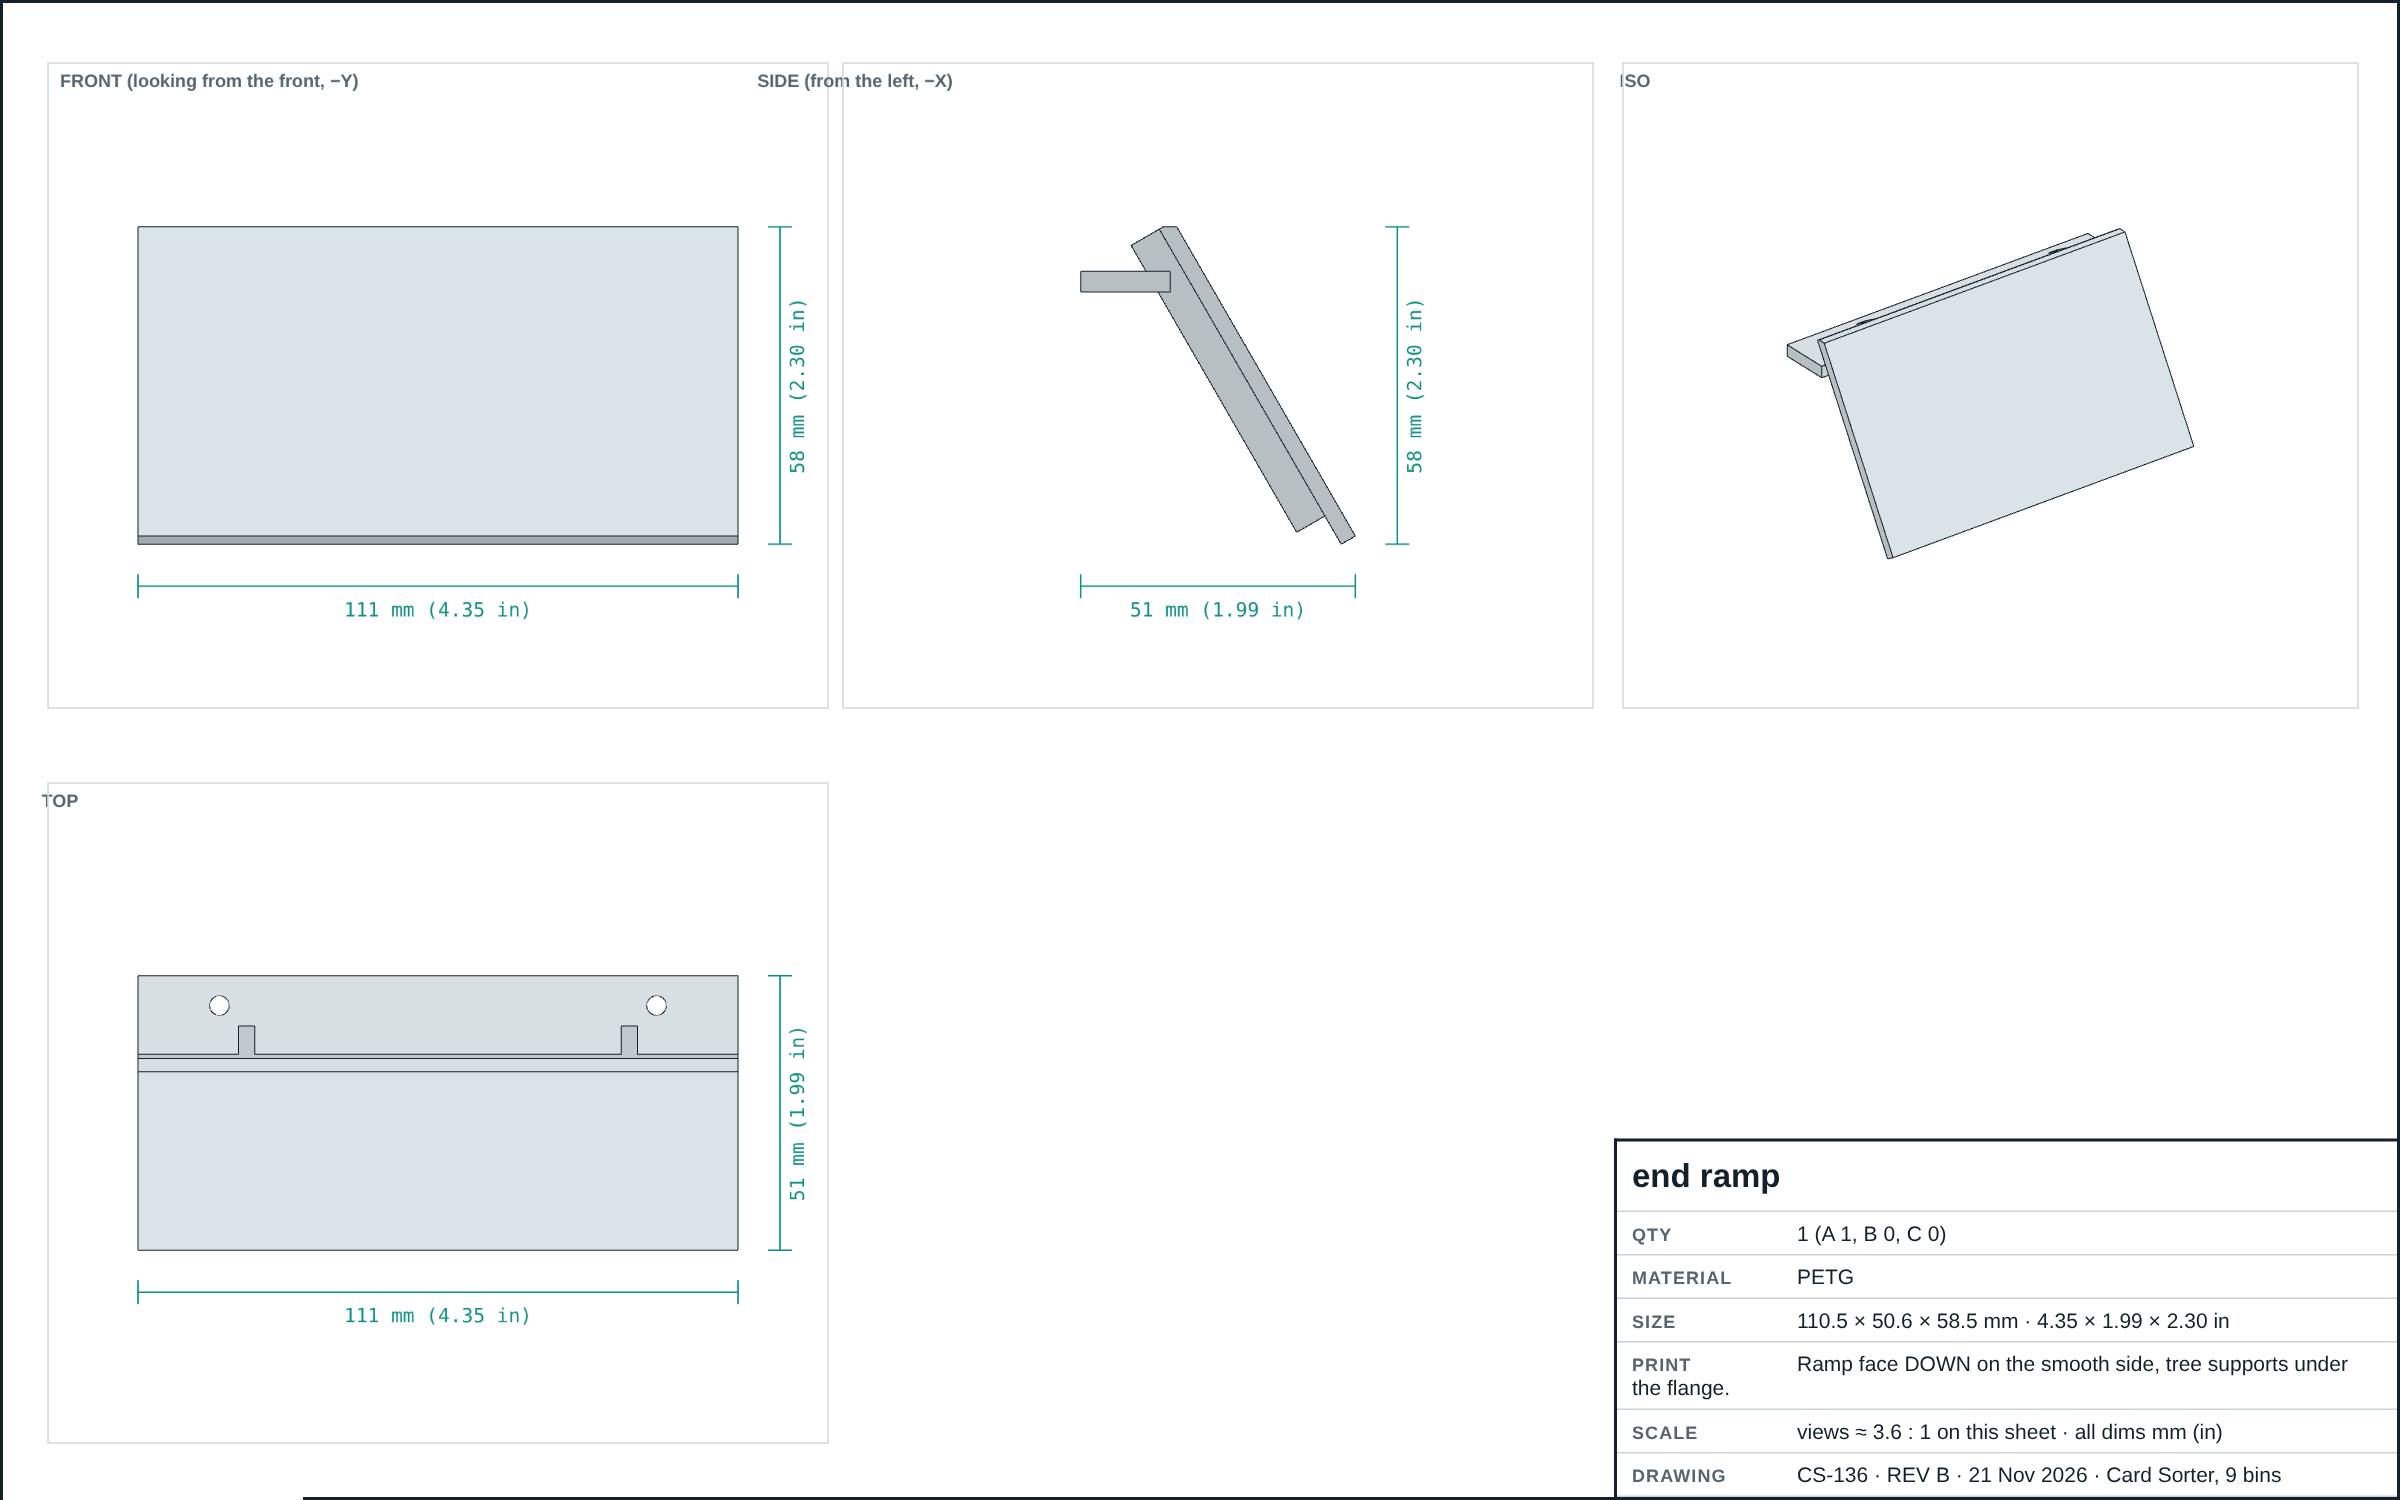 FRONT (looking from the front, −Y)
SIDE (from the left, −X)
ISO
58 mm (2.30 in)
58 mm (2.30 in)
111 mm (4.35 in)
51 mm (1.99 in)
TOP
51 mm (1.99 in)
111 mm (4.35 in)
end ramp
QTY 1 (A 1, B 0, C 0)
MATERIAL PETG
SIZE 110.5 × 50.6 × 58.5 mm · 4.35 × 1.99 × 2.30 in
PRINT Ramp face DOWN on the smooth side, tree supports under
the flange.
SCALE views ≈ 3.6 : 1 on this sheet · all dims mm (in)
DRAWING CS-136 · REV B · 21 Nov 2026 · Card Sorter, 9 bins